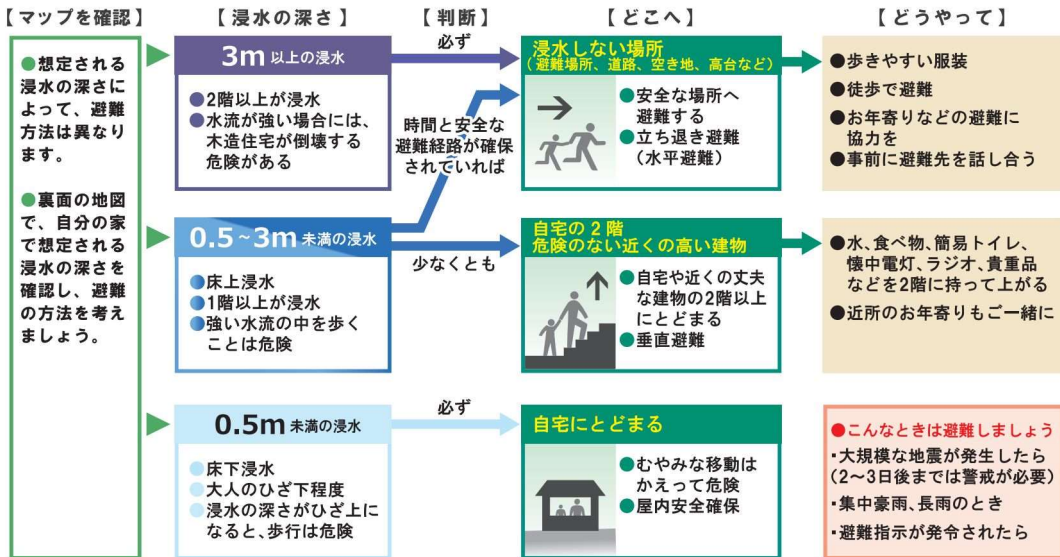 【マップを確認】
【浸水の深さ】
【判断】
【どこへ】
【どうやって】
●想定される
浸水の深さ
によって、避難
方法は異なり
ます。
●裏面の地図
で、自分の家
で想定される
浸水の深さを
確認し、避難
の方法を考え
ましょう。
3m以上の浸水
●2階以上が浸水
●水流が強い場合には、
木造住宅が倒壊する
危険がある
必ず
時間と安全な
避難経路が確保
されていれば
浸水しない場所
(避難場所、道路、空き地、高台など)
●安全な場所へ
避難する
●立ち退き避難
(水平避難)
●歩きやすい服装
●徒歩で避難
●お年寄りなどの避難に
協力を
●事前に避難先を話し合う
0.5~3m未満の浸水
●床上浸水
●1階以上が浸水
●強い水流の中を歩く
ことは危険
少なくとも
自宅の2階
危険のない近くの高い建物
●自宅や近くの丈夫
な建物の2階以上
にとどまる
●垂直避難
●水、食べ物、簡易トイレ、
懐中電灯、ラジオ、貴重品
などを2階に持って上がる
●近所のお年寄りもご一緒に
0.5m未満の浸水
●床下浸水
●大人のひざ下程度
●浸水の深さがひざ上に
なると、歩行は危険
必ず
自宅にとどまる
●むやみな移動は
かえって危険
●屋内安全確保
●こんなときは避難しましょう
・大規模な地震が発生したら
(2〜3日後までは警戒が必要)
・集中豪雨、長雨のとき
・避難指示が発令されたら